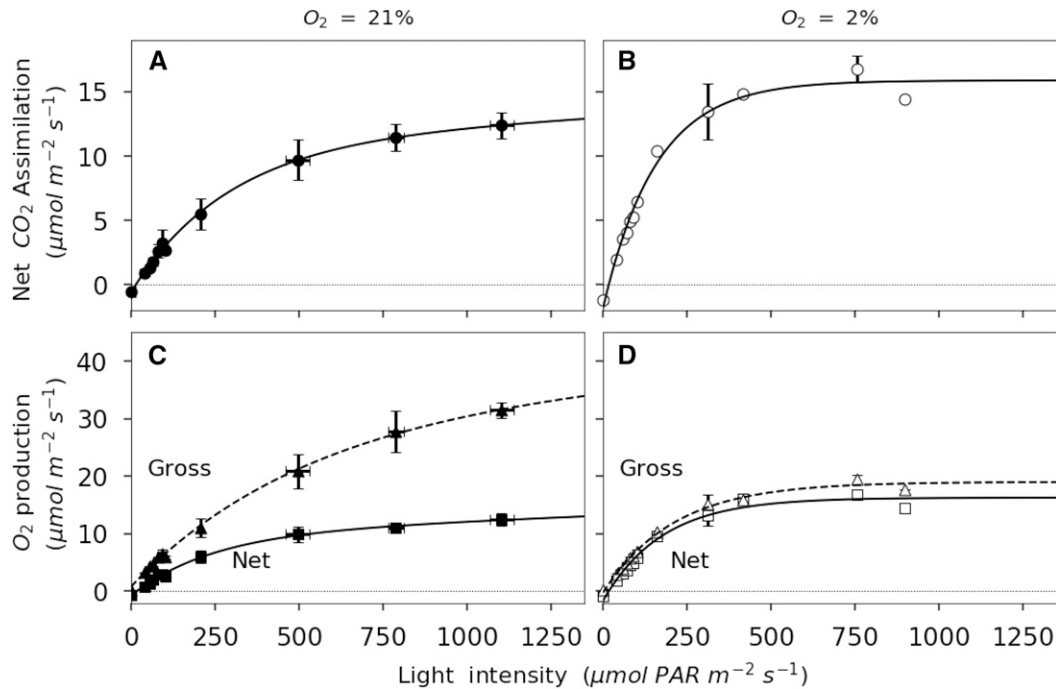 O₂ = 21%
O₂ = 2%
A
B
Net CO₂ Assimilation
(μmol m⁻² s⁻¹)
15
10
5
0
C
D
O₂ production
(μmol m⁻² s⁻¹)
40
30
20
10
0
Gross
Net
Gross
Net
0 250 500 750 1000 1250
0 250 500 750 1000 1250
Light intensity (μmol PAR m⁻² s⁻¹)